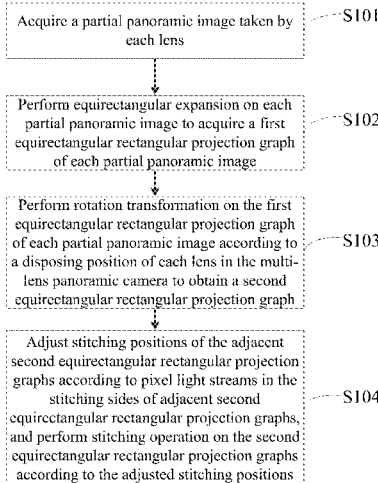 Acquire a partial panoramic image taken by
each lens
S101
Perform equirectangular expansion on each
partial panoramic image to acquire a first
equirectangular rectangular projection graph
of each partial panoramic image
S102
Perform rotation transformation on the first
equirectangular rectangular projection graph
of each partial panoramic image according to
a disposing position of each lens in the multi-
lens panoramic camera to obtain a second
equirectangular rectangular projection graph
S103
Adjust stitching positions of the adjacent
second equirectangular rectangular projection
graphs according to pixel light streams in the
stitching sides of adjacent second
equirectangular rectangular projection graphs,
and perform stitching operation on the second
equirectangular rectangular projection graphs
according to the adjusted stitching positions
S104